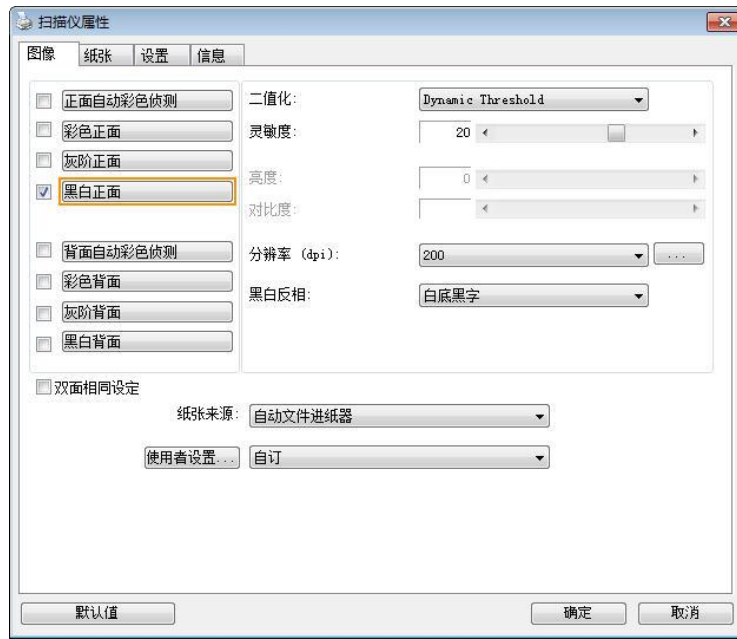 扫描仪属性
图像 纸张 设置 信息
正面自动彩色侦测
彩色正面
灰阶正面
黑白正面
背面自动彩色侦测
彩色背面
灰阶背面
黑白背面
二值化: Dynamic Threshold
灵敏度: 20
亮度: 0
对比度:
分辨率 (dpi): 200 ...
黑白反相: 白底黑字
双面相同设定
纸张来源: 自动文件进纸器
使用者设置... 自订
默认值 确定 取消